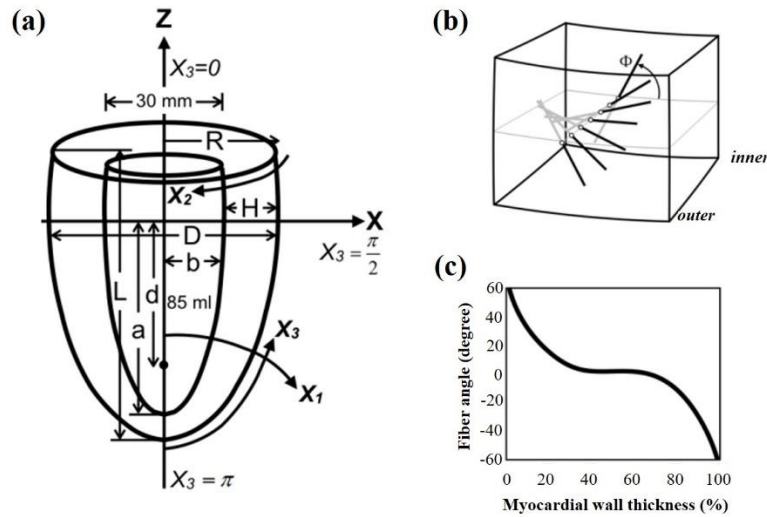 (a)
Z
X₃=0
30 mm
R
X₂
H
X
D
X₃ = π/2
b
L
d
85 ml
a
X₃
X₁
X₃ = π
(b)
Φ
inner
outer
(c)
Fiber angle (degree)
60
40
20
0
-20
-40
-60
0 20 40 60 80 100
Myocardial wall thickness (%)